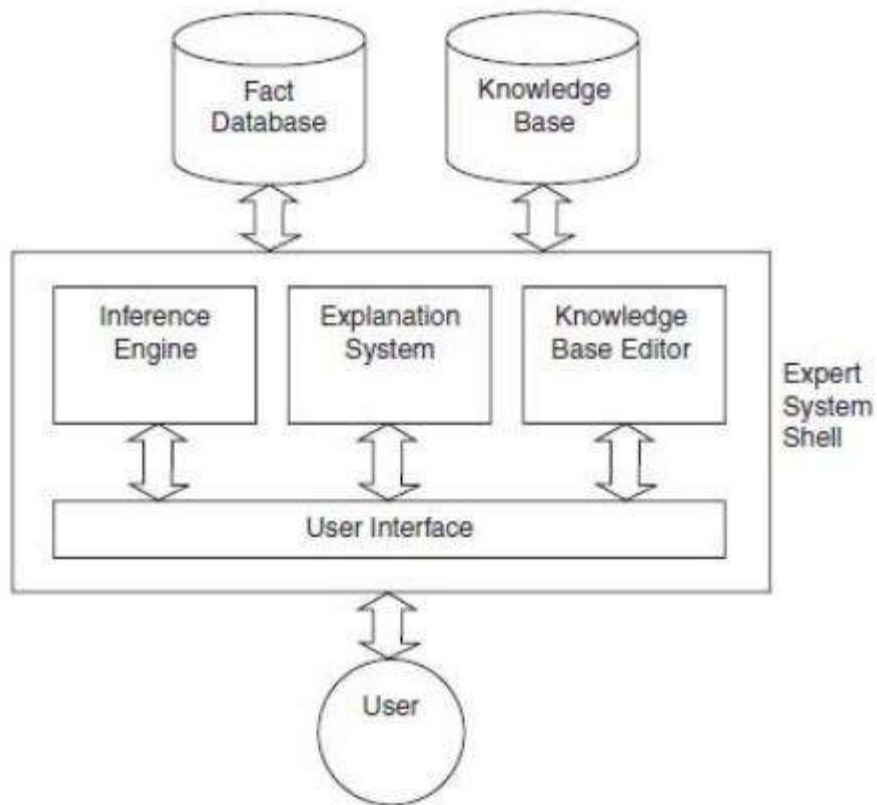 Fact
Database
Knowledge
Base
Inference
Engine
Explanation
System
Knowledge
Base Editor
Expert
System
Shell
User Interface
User